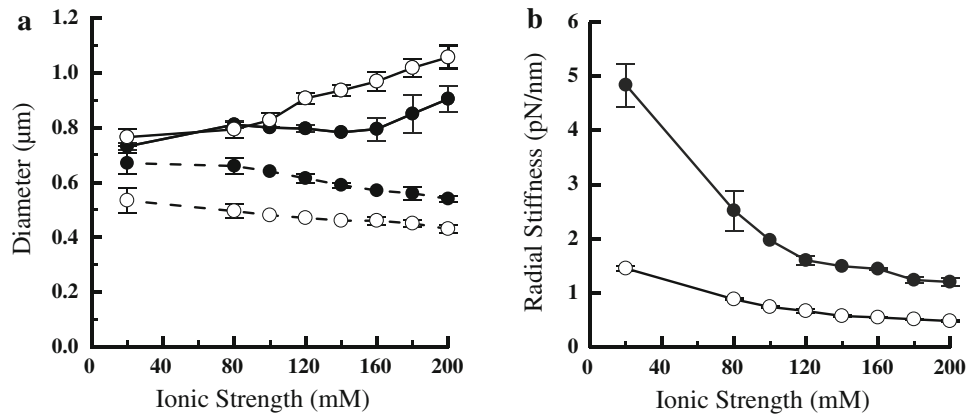 a
1.2
1.0
0.8
0.6
0.4
0.2
0.0
Diameter (μm)
0 40 80 120 160 200
Ionic Strength (mM)
b
6
5
4
3
2
1
0
Radial Stiffness (pN/nm)
0 40 80 120 160 200
Ionic Strength (mM)